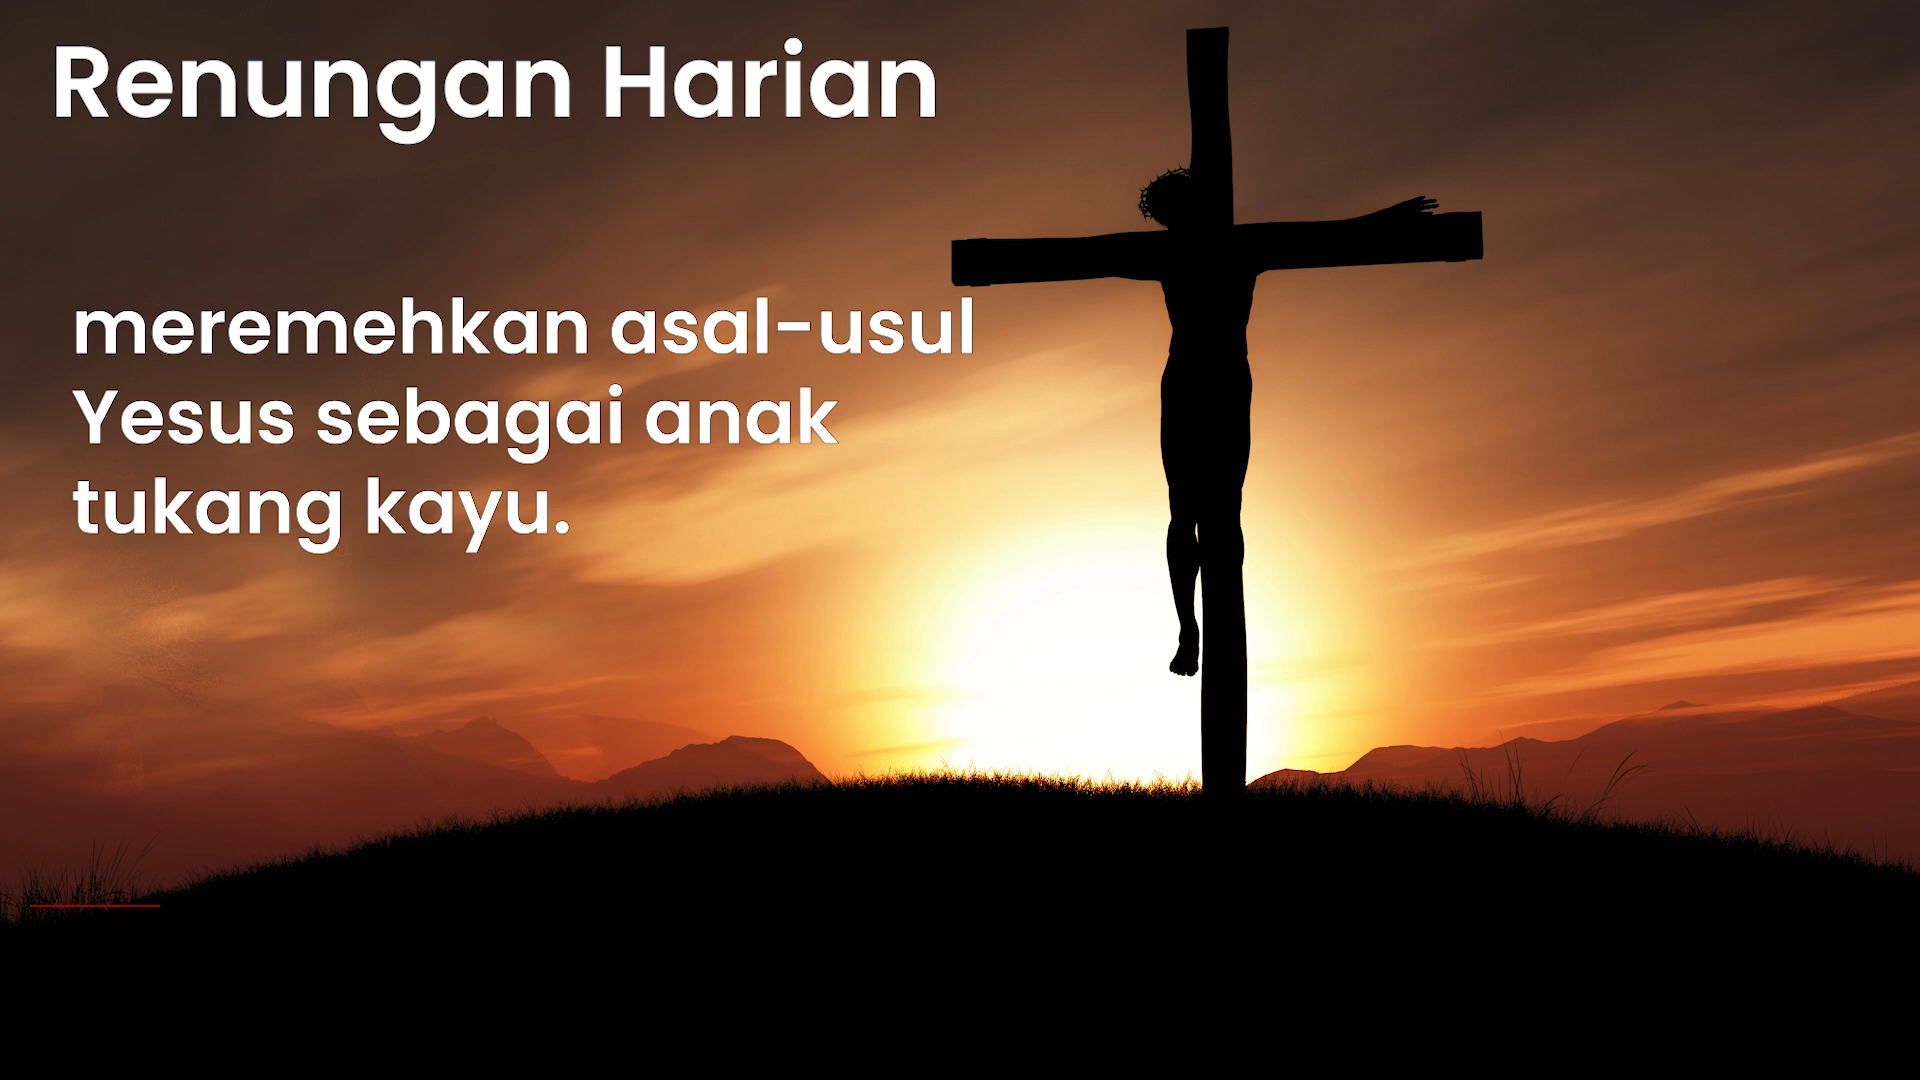 Renungan Harian
meremehkan asal-usul
Yesus sebagai anak
tukang kayu.